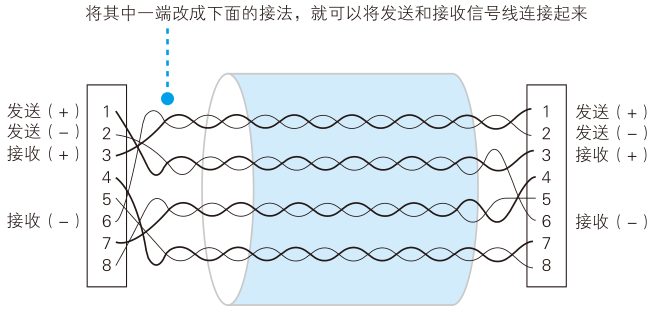 将其中一端改成下面的接法，就可以将发送和接收信号线连接起来
发送（+） 1 1 发送（+）
发送（−） 2 2 发送（−）
接收（+） 3 3 接收（+）
4 4
5 5
接收（−） 6 6 接收（−）
7 7
8 8